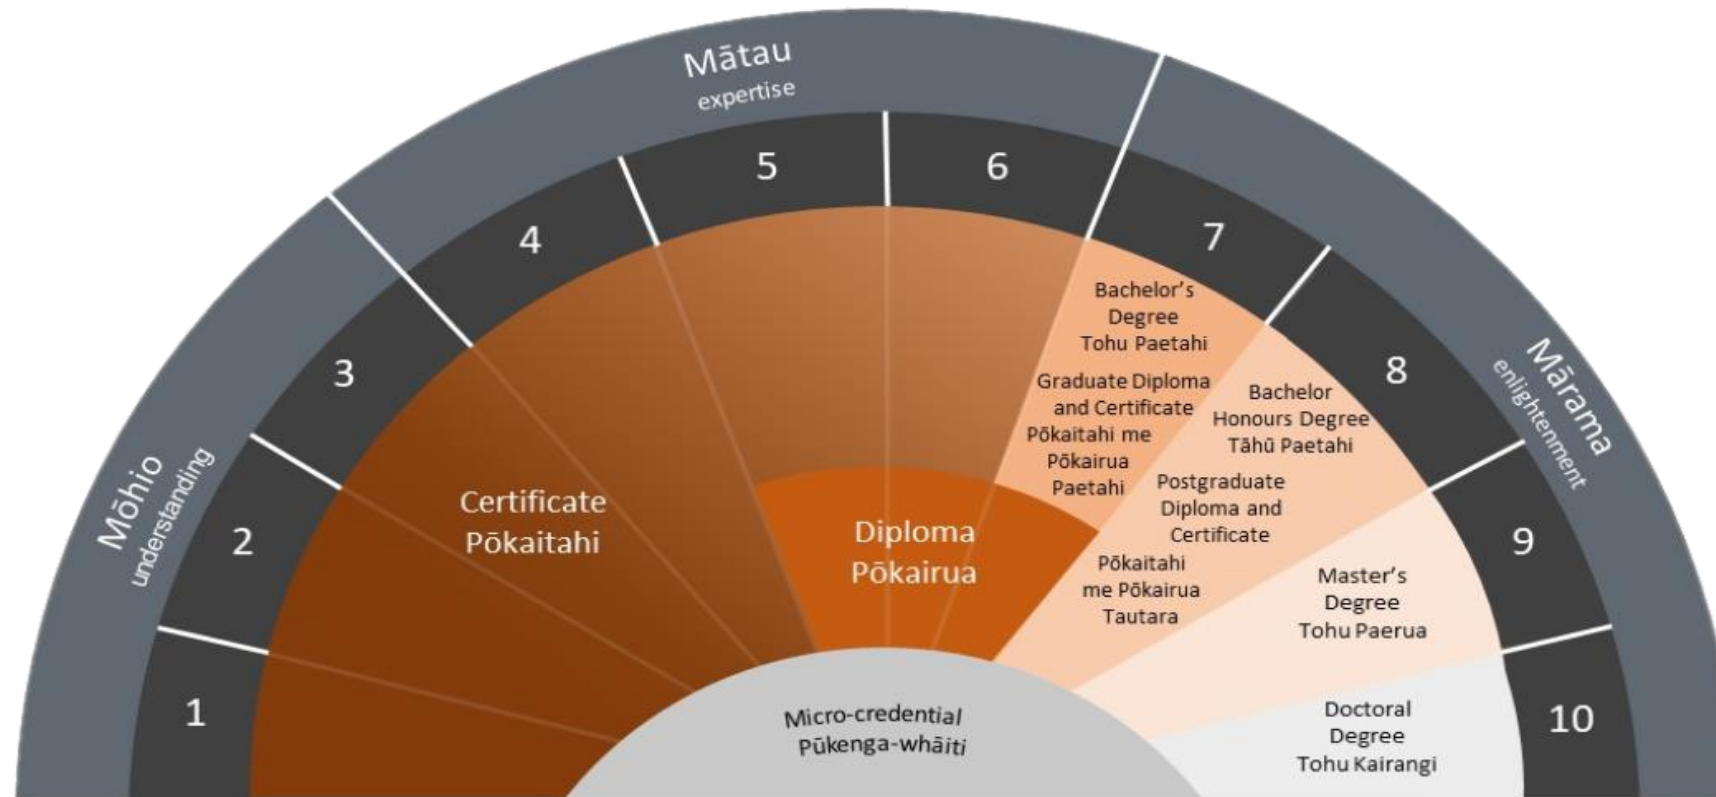 Mōhio
understanding
Mātau
expertise
Mārama
enlightenment
1
2
3
4
5
6
7
8
9
10
Certificate
Pōkaitahi
Diploma
Pōkairua
Bachelor’s
Degree
Tohu Paetahi
Graduate Diploma
and Certificate
Pōkaitahi me
Pōkairua
Paetahi
Bachelor
Honours Degree
Tāhū Paetahi
Postgraduate
Diploma and
Certificate
Pōkaitahi
me Pōkairua
Tautara
Master’s
Degree
Tohu Paerua
Doctoral
Degree
Tohu Kairangi
Micro-credential
Pūkenga-whāiti